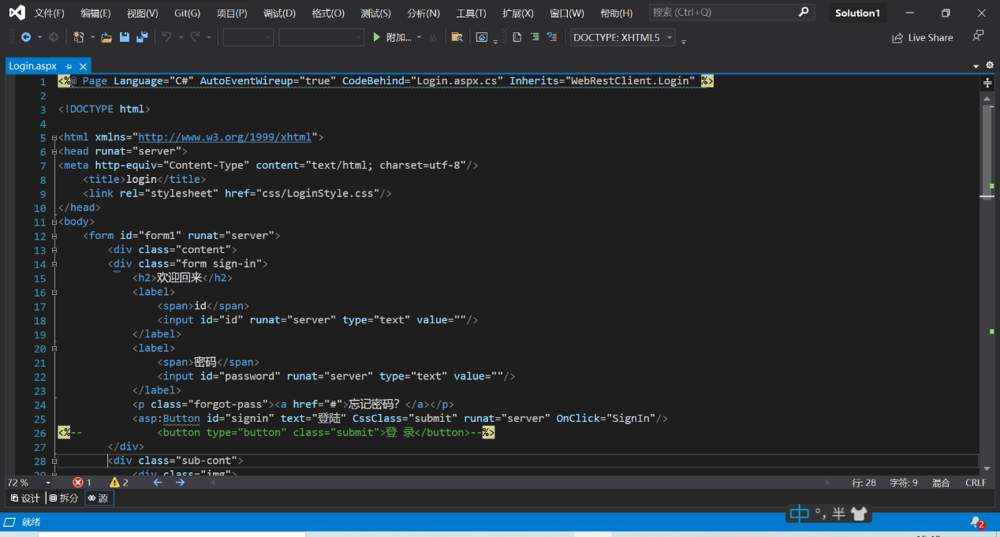 文件(F) 编辑(E) 视图(V) Git(G) 项目(P) 调试(D) 格式(O) 测试(S) 分析(N) 工具(T) 扩展(X) 窗口(W) 帮助(H) 搜索 (Ctrl+Q) Solution1
附加... DOCTYPE: XHTML5 Live Share
Login.aspx
1 <%@ Page Language="C#" AutoEventWireup="true" CodeBehind="Login.aspx.cs" Inherits="WebRestClient.Login" %>
2
3 <!DOCTYPE html>
4
5 <html xmlns="http://www.w3.org/1999/xhtml">
6 <head runat="server">
7 <meta http-equiv="Content-Type" content="text/html; charset=utf-8"/>
8 <title>login</title>
9 <link rel="stylesheet" href="css/LoginStyle.css"/>
10 </head>
11 <body>
12 <form id="form1" runat="server">
13 <div class="content">
14 <div class="form sign-in">
15 <h2>欢迎回来</h2>
16 <label>
17 <span>id</span>
18 <input id="id" runat="server" type="text" value=""/>
19 </label>
20 <label>
21 <span>密码</span>
22 <input id="password" runat="server" type="text" value=""/>
23 </label>
24 <p class="forgot-pass"><a href="#">忘记密码？</a></p>
25 <asp:Button id="signin" text="登陆" CssClass="submit" runat="server" OnClick="SignIn"/>
26 <%-- <button type="button" class="submit">登 录</button>--%>
27 </div>
28 <div class="sub-cont">
29 <div class="img">
72 % 1 2 行: 28 字符: 9 混合 CRLF
设计 拆分 源
中 °, 半
就绪 2